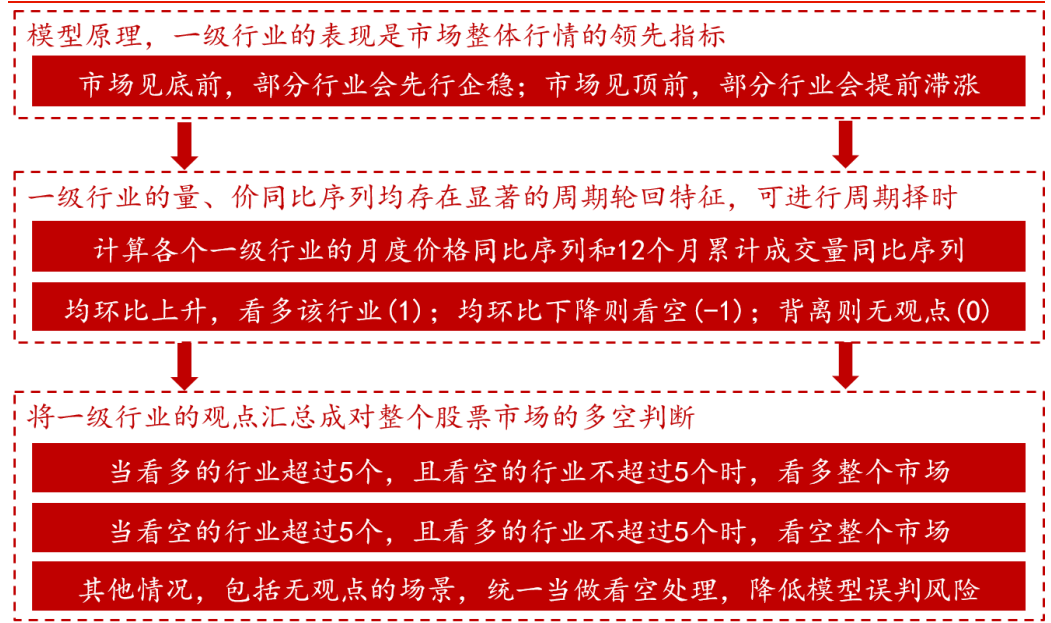 模型原理，一级行业的表现是市场整体行情的领先指标
市场见底前，部分行业会先行企稳；市场见顶前，部分行业会提前滞涨
一级行业的量、价同比序列均存在显著的周期轮回特征，可进行周期择时
计算各个一级行业的月度价格同比序列和12个月累计成交量同比序列
均环比上升，看多该行业(1)；均环比下降则看空(-1)；背离则无观点(0)
将一级行业的观点汇总成对整个股票市场的多空判断
当看多的行业超过5个，且看空的行业不超过5个时，看多整个市场
当看空的行业超过5个，且看多的行业不超过5个时，看空整个市场
其他情况，包括无观点的场景，统一当做看空处理，降低模型误判风险